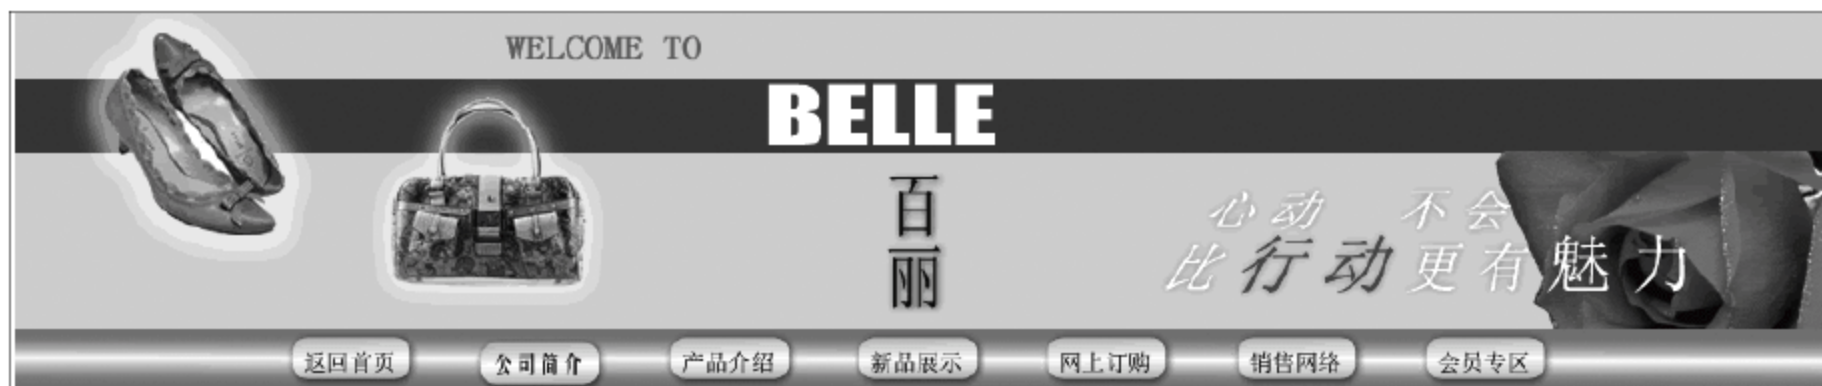 WELCOME TO
BELLE
百丽
心动 不会
比行动更有魅力
返回首页 公司简介 产品介绍 新品展示 网上订购 销售网络 会员专区